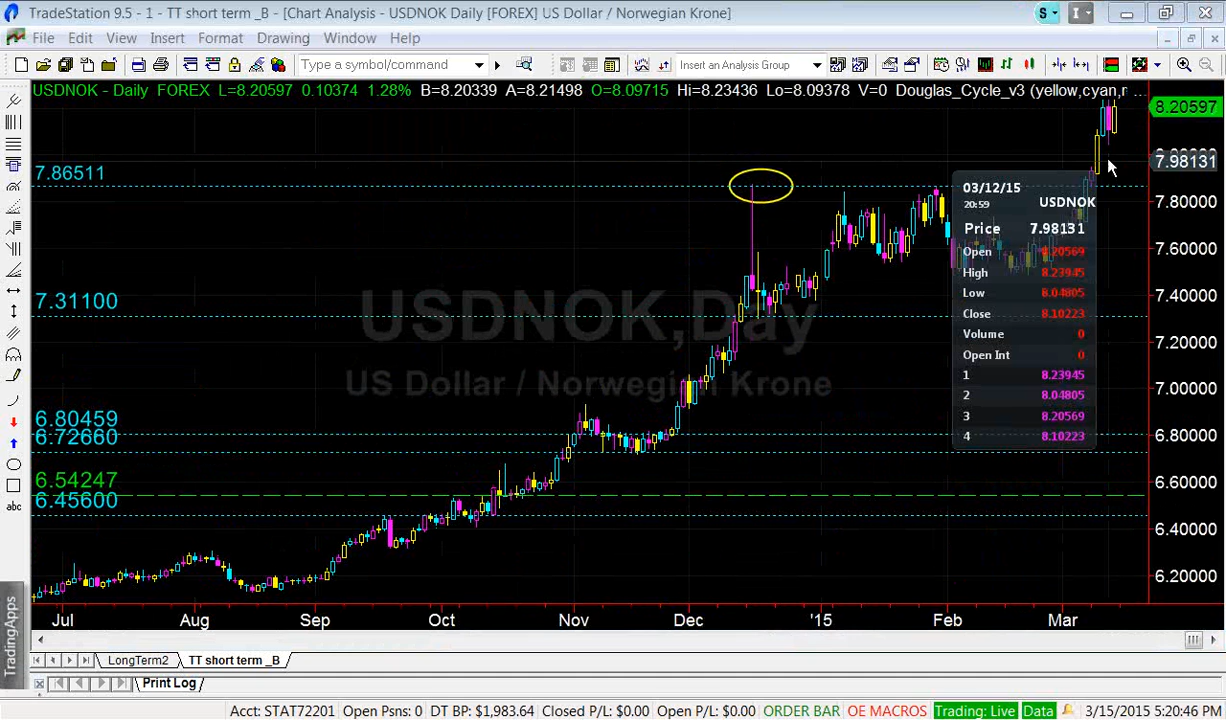 TradeStation 9.5 - 1 - TT short term _B - [Chart Analysis - USDNOK Daily [FOREX] US Dollar / Norwegian Krone]
S
I
File Edit View Insert Format Drawing Window Help
Type a symbol/command
Insert an Analysis Group
USDNOK - Daily FOREX L=8.20597 0.10374 1.28% B=8.20339 A=8.21498 O=8.09715 Hi=8.23436 Lo=8.09378 V=0 Douglas_Cycle_v3 (yellow,cyan,m ...
8.20597
7.98131
7.86511
7.80000
7.60000
7.40000
7.31100
7.20000
7.00000
6.80459
6.80000
6.72660
6.60000
6.54247
6.45600
6.40000
6.20000
USDNOK,Day
US Dollar / Norwegian Krone
03/12/15
20:59 USDNOK
Price 7.98131
Open 8.20569
High 8.23945
Low 8.04805
Close 8.10223
Volume 0
Open Int 0
1 8.23945
2 8.04805
3 8.20569
4 8.10223
abc
Jul Aug Sep Oct Nov Dec '15 Feb Mar
TradingApps
LongTerm2 TT short term _B
Print Log
Acct: STAT72201 Open Psns: 0 DT BP: $1,983.64 Closed P/L: $0.00 Open P/L: $0.00 ORDER BAR OE MACROS Trading: Live Data 3/15/2015 5:20:46 PM